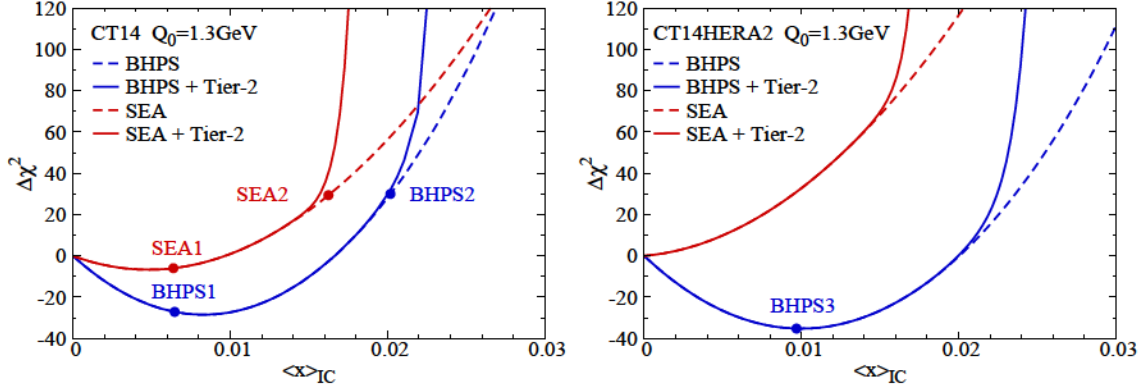 120
100
80
60
40
20
0
-20
-40
Δχ²
CT14 Q₀=1.3GeV
BHPS
BHPS + Tier-2
SEA
SEA + Tier-2
SEA2
BHPS2
SEA1
BHPS1
0 0.01 0.02 0.03
<x>IC
120
100
80
60
40
20
0
-20
-40
Δχ²
CT14HERA2 Q₀=1.3GeV
BHPS
BHPS + Tier-2
SEA
SEA + Tier-2
BHPS3
0 0.01 0.02 0.03
<x>IC